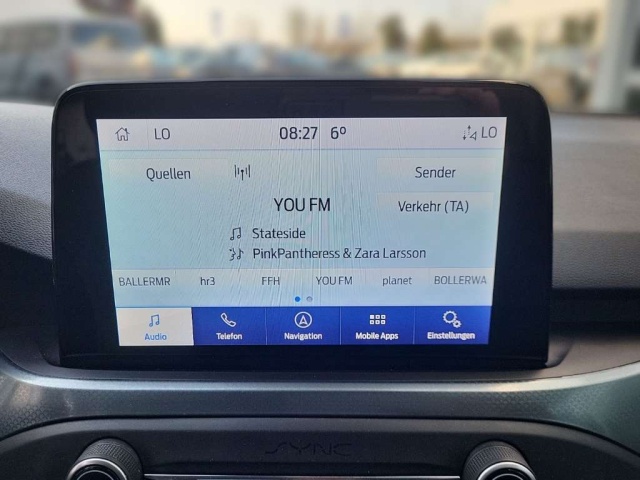 LO 08:27 6° LO
Quellen Sender
YOU FM Verkehr (TA)
Stateside
PinkPantheress & Zara Larsson
BALLERMR hr3 FFH YOU FM planet BOLLERWA
Audio Telefon Navigation Mobile Apps Einstellungen
SYNC